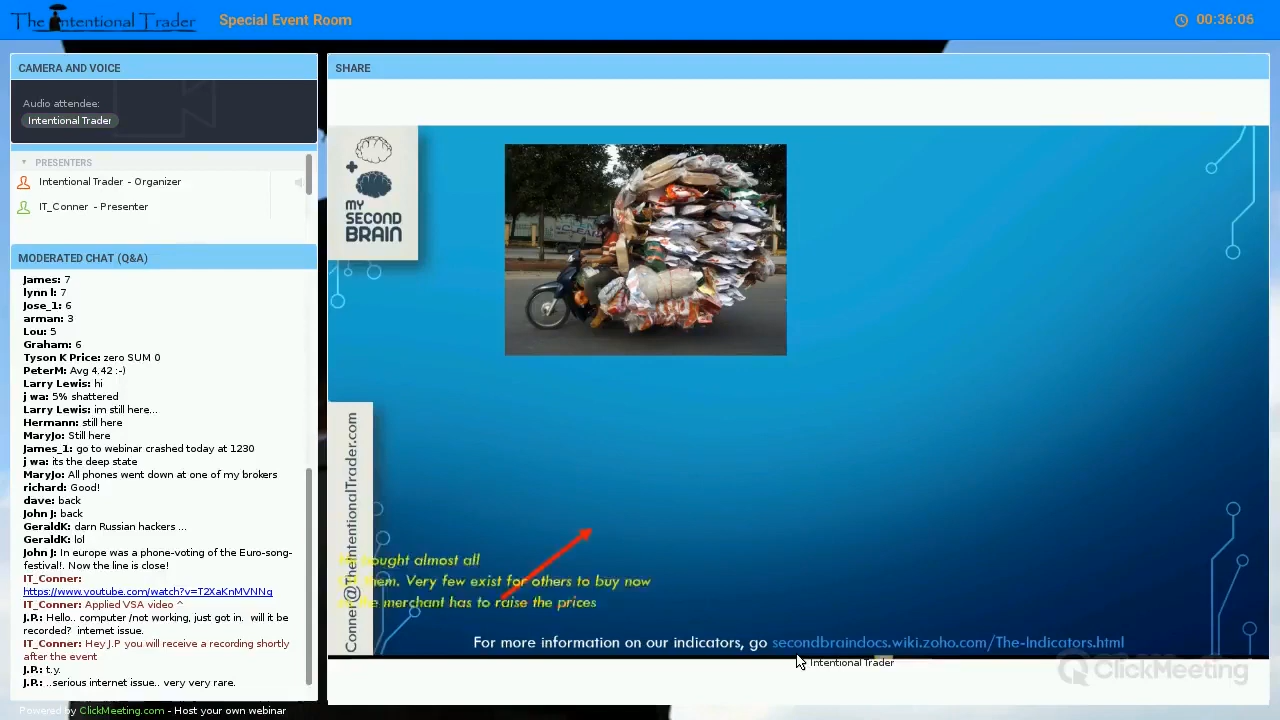 The Intentional Trader
Special Event Room
00:36:06
CAMERA AND VOICE
Audio attendee:
Intentional Trader
PRESENTERS
Intentional Trader - Organizer
IT_Conner - Presenter
MODERATED CHAT (Q&A)
James: 7
lynn l: 7
Jose_1: 6
arman: 3
Lou: 5
Graham: 6
Tyson K Price: zero SUM 0
PeterM: Avg 4.42 :-)
Larry Lewis: hi
j wa: 5% shattered
Larry Lewis: im still here...
Hermann: still here
MaryJo: Still here
James_1: go to webinar crashed today at 1230
j wa: its the deep state
MaryJo: All phones went down at one of my brokers
richard: Good!
dave: back
John J: back
GeraldK: darn Russian hackers ...
GeraldK: lol
John J: In europe was a phone-voting of the Euro-song-
festival!. Now the line is close!
IT_Conner:
https://www.youtube.com/watch?v=T2XaKnMVNNg
IT_Conner: Applied VSA video ^
J.P.: Hello.. computer /not working, just got in. will it be
recorded? internet issue.
IT_Conner: Hey J.P you will receive a recording shortly
after the event
J.P.: t.y.
J.P.: ..serious internet issue.. very very rare.
Powered by ClickMeeting.com - Host your own webinar
SHARE
+
MY
SECOND
BRAIN
Conner@TheIntentionalTrader.com
bought almost all
them. Very few exist for others to buy now
the merchant has to raise the prices
For more information on our indicators, go secondbraindocs.wiki.zoho.com/The-Indicators.html
Intentional Trader
ClickMeeting